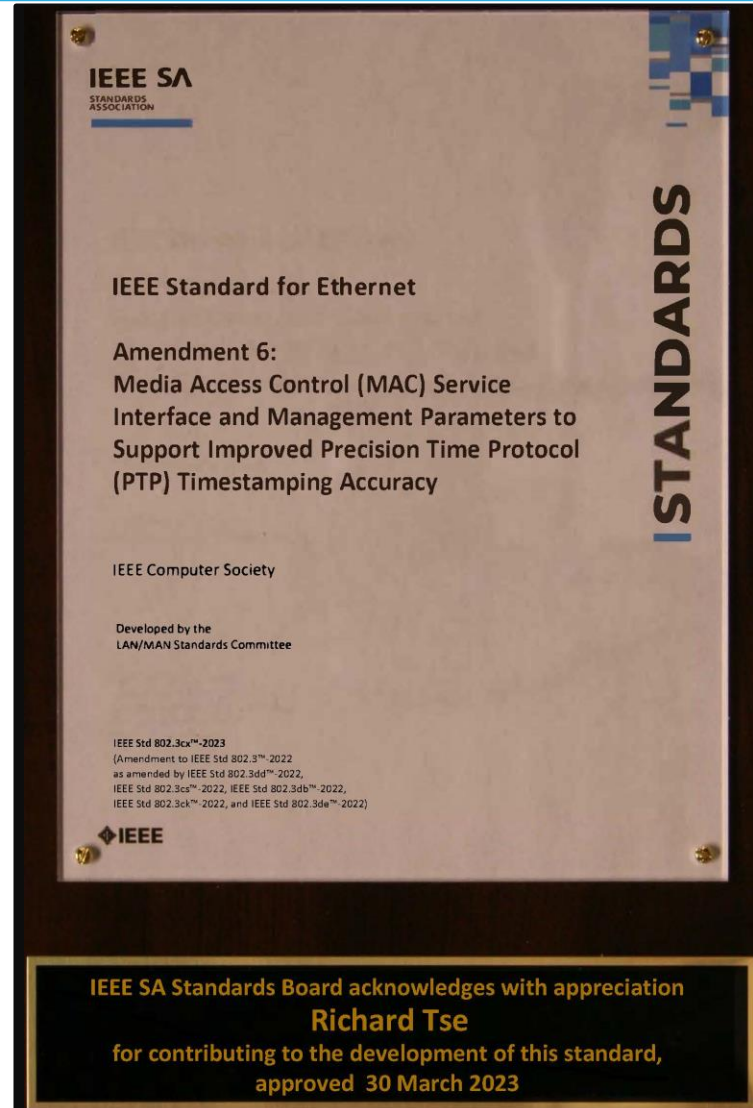 IEEE SA
STANDARDS
ASSOCIATION
STANDARDS
IEEE Standard for Ethernet
Amendment 6:
Media Access Control (MAC) Service
Interface and Management Parameters to
Support Improved Precision Time Protocol
(PTP) Timestamping Accuracy
IEEE Computer Society
Developed by the
LAN/MAN Standards Committee
IEEE Std 802.3cx™-2023
(Amendment to IEEE Std 802.3™-2022
as amended by IEEE Std 802.3dd™-2022,
IEEE Std 802.3cs™-2022, IEEE Std 802.3db™-2022,
IEEE Std 802.3ck™-2022, and IEEE Std 802.3de™-2022)
IEEE
IEEE SA Standards Board acknowledges with appreciation
Richard Tse
for contributing to the development of this standard,
approved 30 March 2023